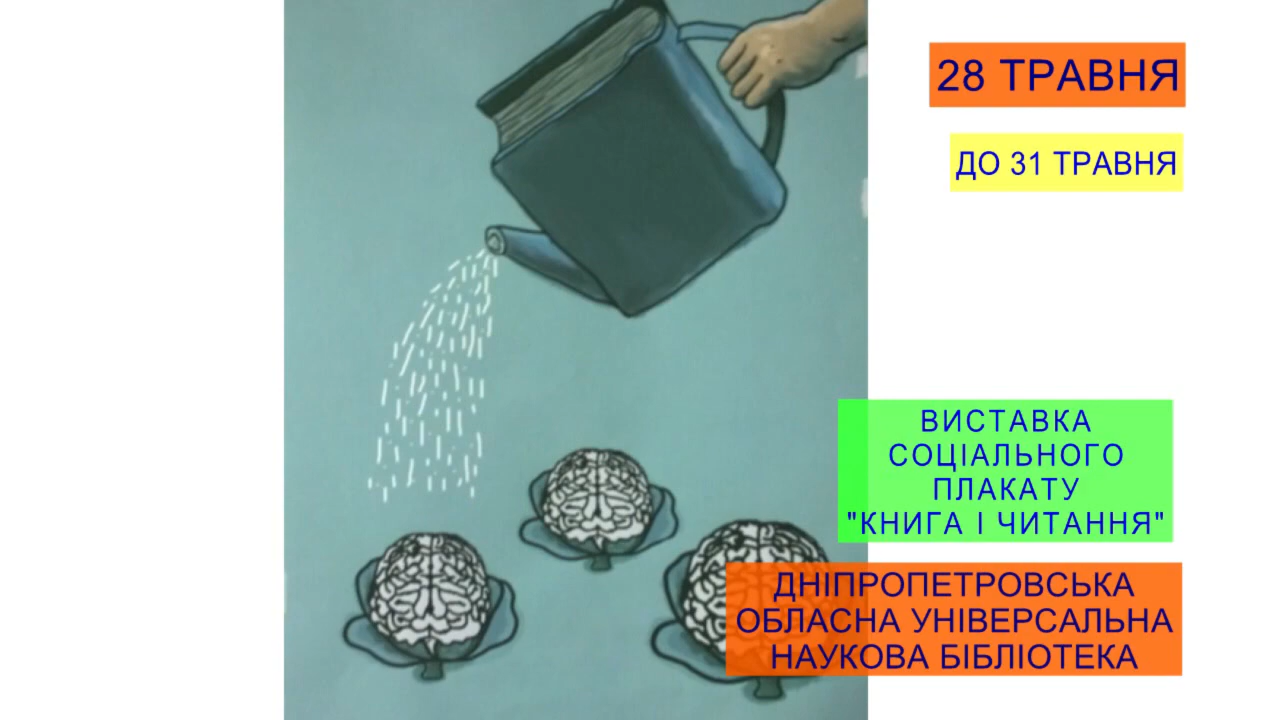 28 ТРАВНЯ
ДО 31 ТРАВНЯ
ВИСТАВКА
СОЦІАЛЬНОГО
ПЛАКАТУ
"КНИГА І ЧИТАННЯ"
ДНІПРОПЕТРОВСЬКА
ОБЛАСНА УНІВЕРСАЛЬНА
НАУКОВА БІБЛІОТЕКА